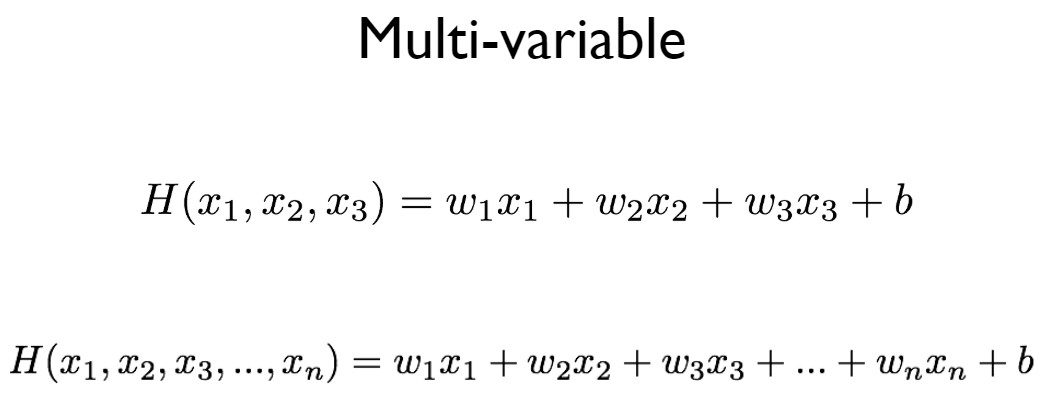 Multi-variable
H(x₁, x₂, x₃) = w₁x₁ + w₂x₂ + w₃x₃ + b
H(x₁, x₂, x₃, ..., xₙ) = w₁x₁ + w₂x₂ + w₃x₃ + ... + wₙxₙ + b